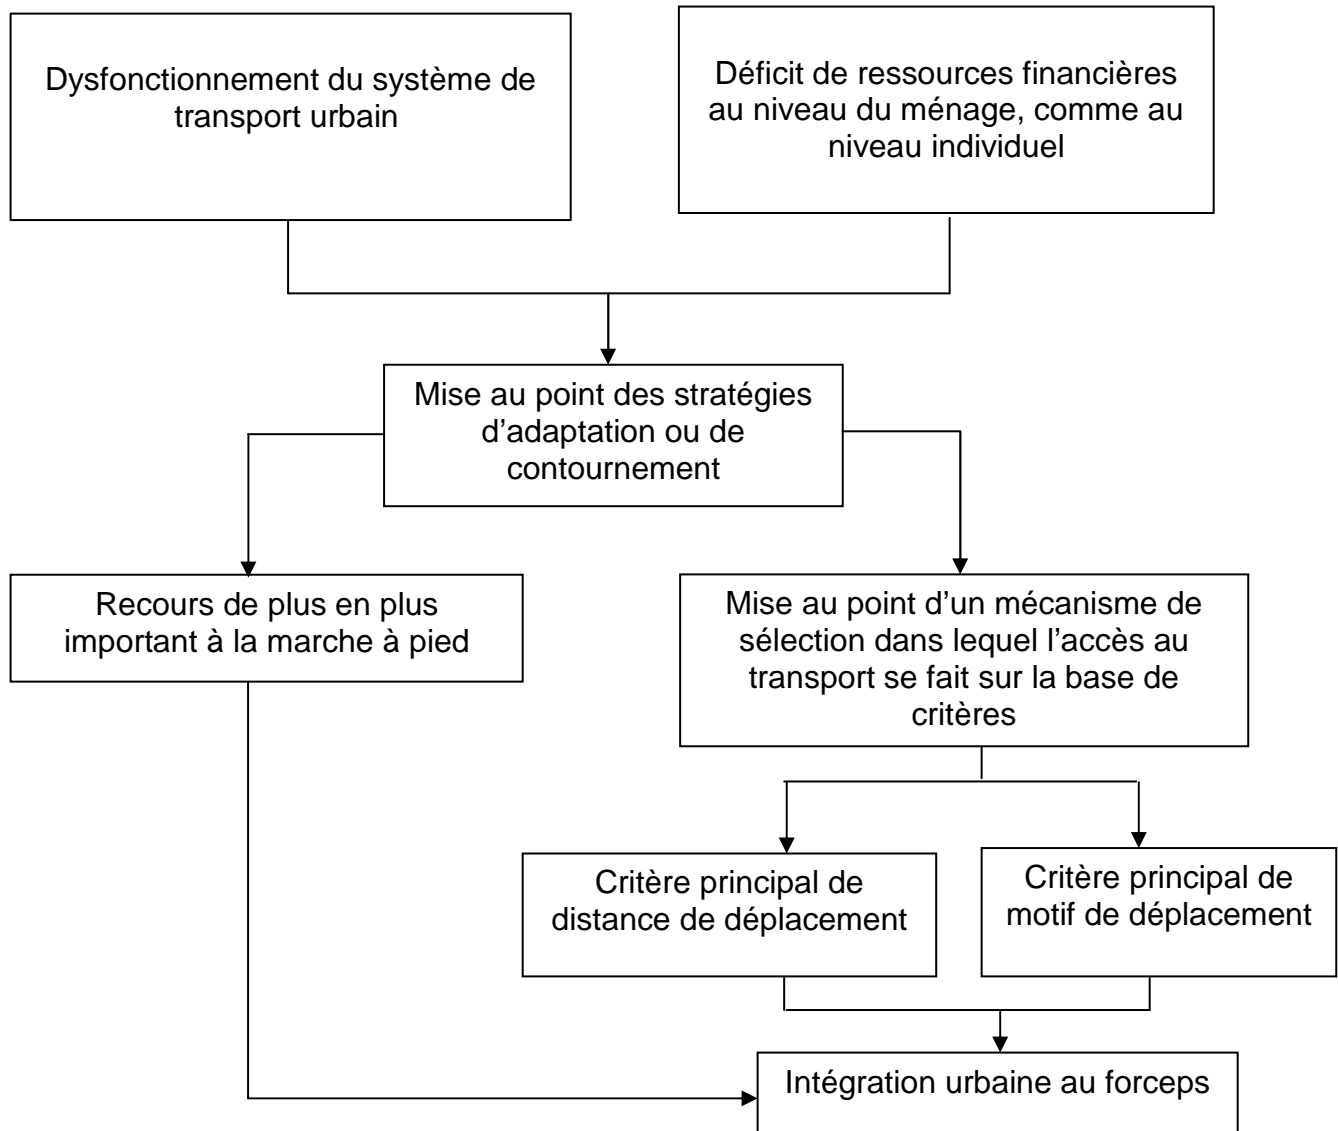 Dysfonctionnement du système de
transport urbain
Déficit de ressources financières
au niveau du ménage, comme au
niveau individuel
Mise au point des stratégies
d’adaptation ou de
contournement
Recours de plus en plus
important à la marche à pied
Mise au point d’un mécanisme de
sélection dans lequel l’accès au
transport se fait sur la base de
critères
Critère principal de
distance de déplacement
Critère principal de
motif de déplacement
Intégration urbaine au forceps